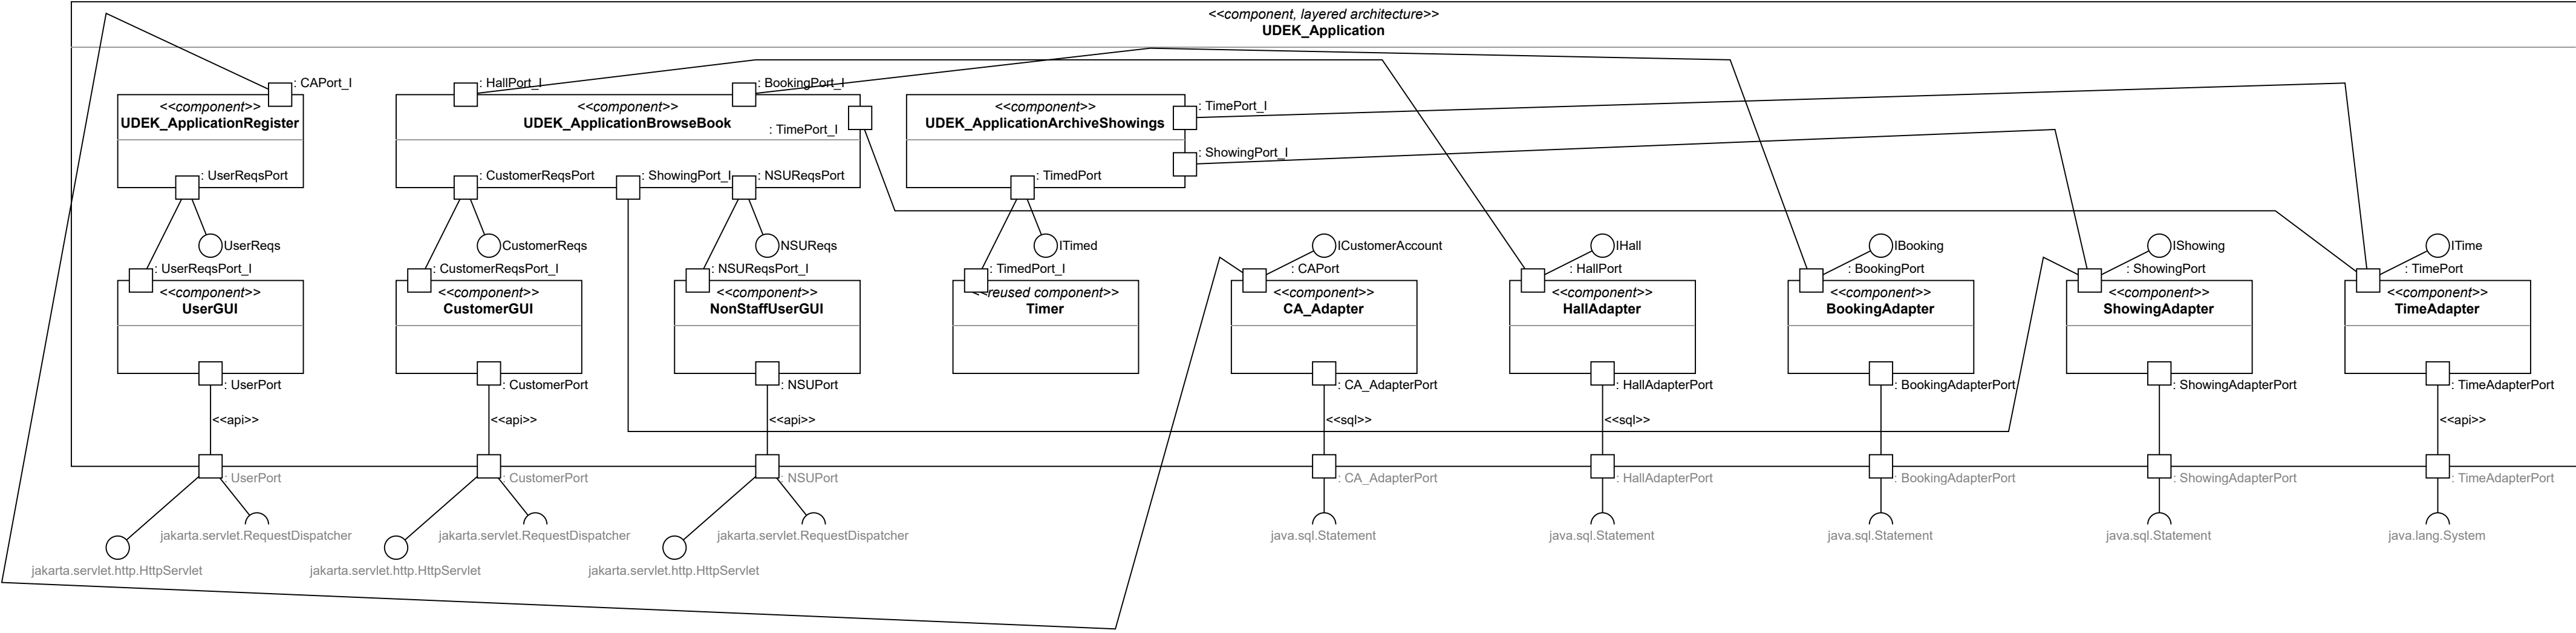 <<component, layered architecture>>
UDEK_Application
: CAPort_I
: HallPort_I
: BookingPort_I
<<component>>
UDEK_ApplicationRegister
<<component>>
UDEK_ApplicationBrowseBook
: TimePort_I
<<component>>
UDEK_ApplicationArchiveShowings
: TimePort_I
: ShowingPort_I
: UserReqsPort
: CustomerReqsPort
: ShowingPort_I
: NSUReqsPort
: TimedPort
UserReqs
CustomerReqs
NSUReqs
ITimed
ICustomerAccount
IHall
IBooking
IShowing
ITime
: UserReqsPort_I
: CustomerReqsPort_I
: NSUReqsPort_I
: TimedPort_I
: CAPort
: HallPort
: BookingPort
: ShowingPort
: TimePort
<<component>>
UserGUI
<<component>>
CustomerGUI
<<component>>
NonStaffUserGUI
<<reused component>>
Timer
<<component>>
CA_Adapter
<<component>>
HallAdapter
<<component>>
BookingAdapter
<<component>>
ShowingAdapter
<<component>>
TimeAdapter
: UserPort
: CustomerPort
: NSUPort
: CA_AdapterPort
: HallAdapterPort
: BookingAdapterPort
: ShowingAdapterPort
: TimeAdapterPort
<<api>>
<<api>>
<<api>>
<<sql>>
<<sql>>
<<api>>
: UserPort
: CustomerPort
: NSUPort
: CA_AdapterPort
: HallAdapterPort
: BookingAdapterPort
: ShowingAdapterPort
: TimeAdapterPort
jakarta.servlet.RequestDispatcher
jakarta.servlet.RequestDispatcher
jakarta.servlet.RequestDispatcher
java.sql.Statement
java.sql.Statement
java.sql.Statement
java.sql.Statement
java.lang.System
jakarta.servlet.http.HttpServlet
jakarta.servlet.http.HttpServlet
jakarta.servlet.http.HttpServlet